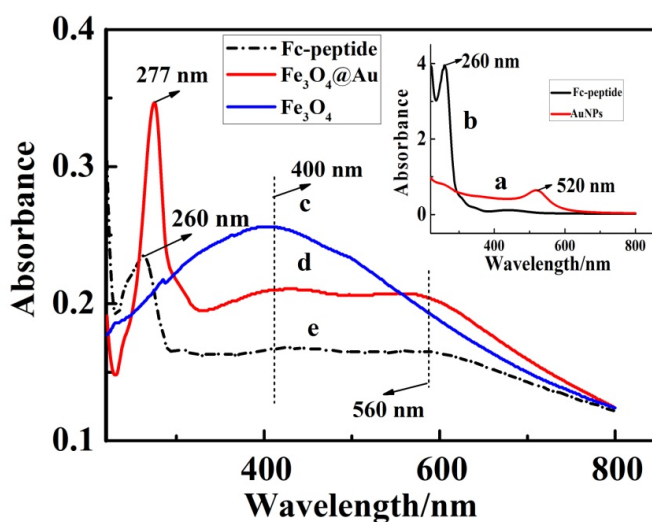 0.4
0.3
0.2
0.1
Absorbance
400
600
800
Wavelength/nm
277 nm
260 nm
400 nm
560 nm
c
d
e
Fc-peptide
Fe₃O₄@Au
Fe₃O₄
4
2
0
Absorbance
200
400
600
800
Wavelength/nm
260 nm
520 nm
b
a
Fc-peptide
AuNPs